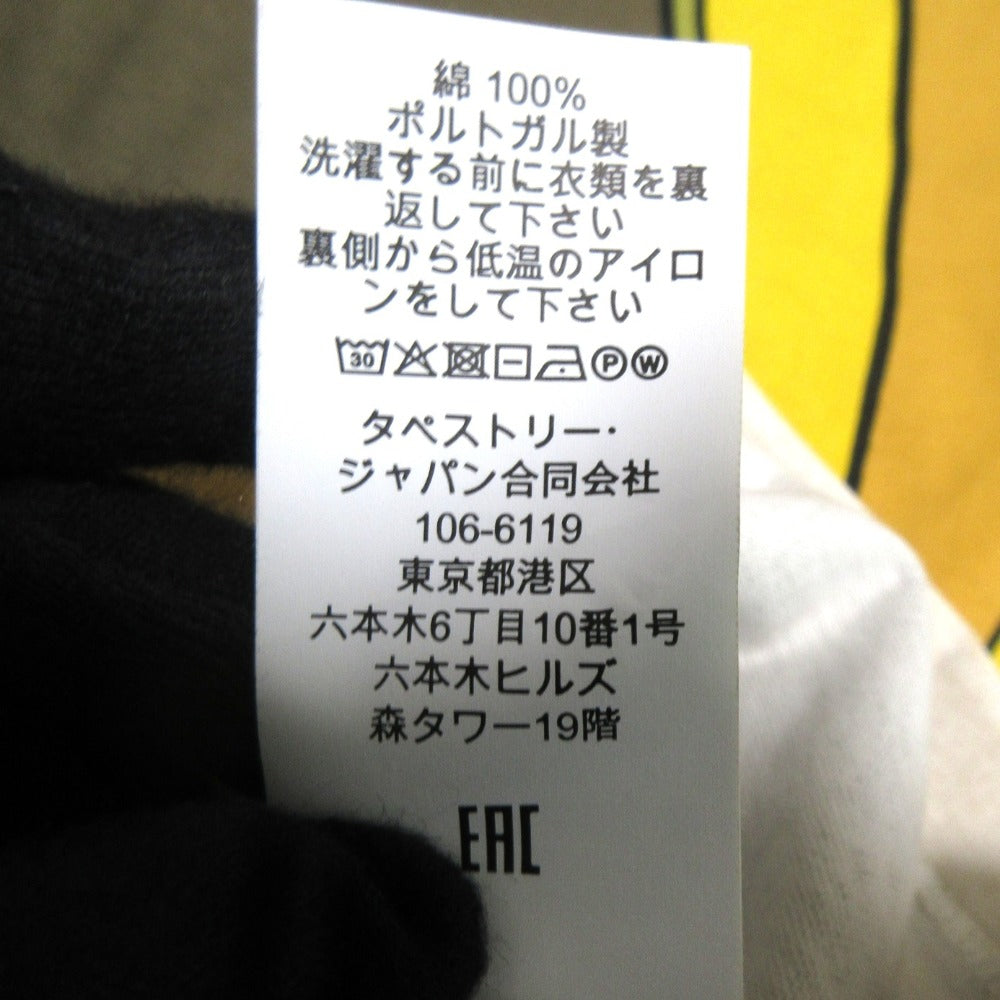 綿 100%
ポルトガル製
洗濯する前に衣類を裏
返して下さい
裏側から低温のアイロ
ンをして下さい
30 P W
タペストリー・
ジャパン合同会社
106-6119
東京都港区
六本木6丁目10番1号
六本木ヒルズ
森タワー19階
EAC